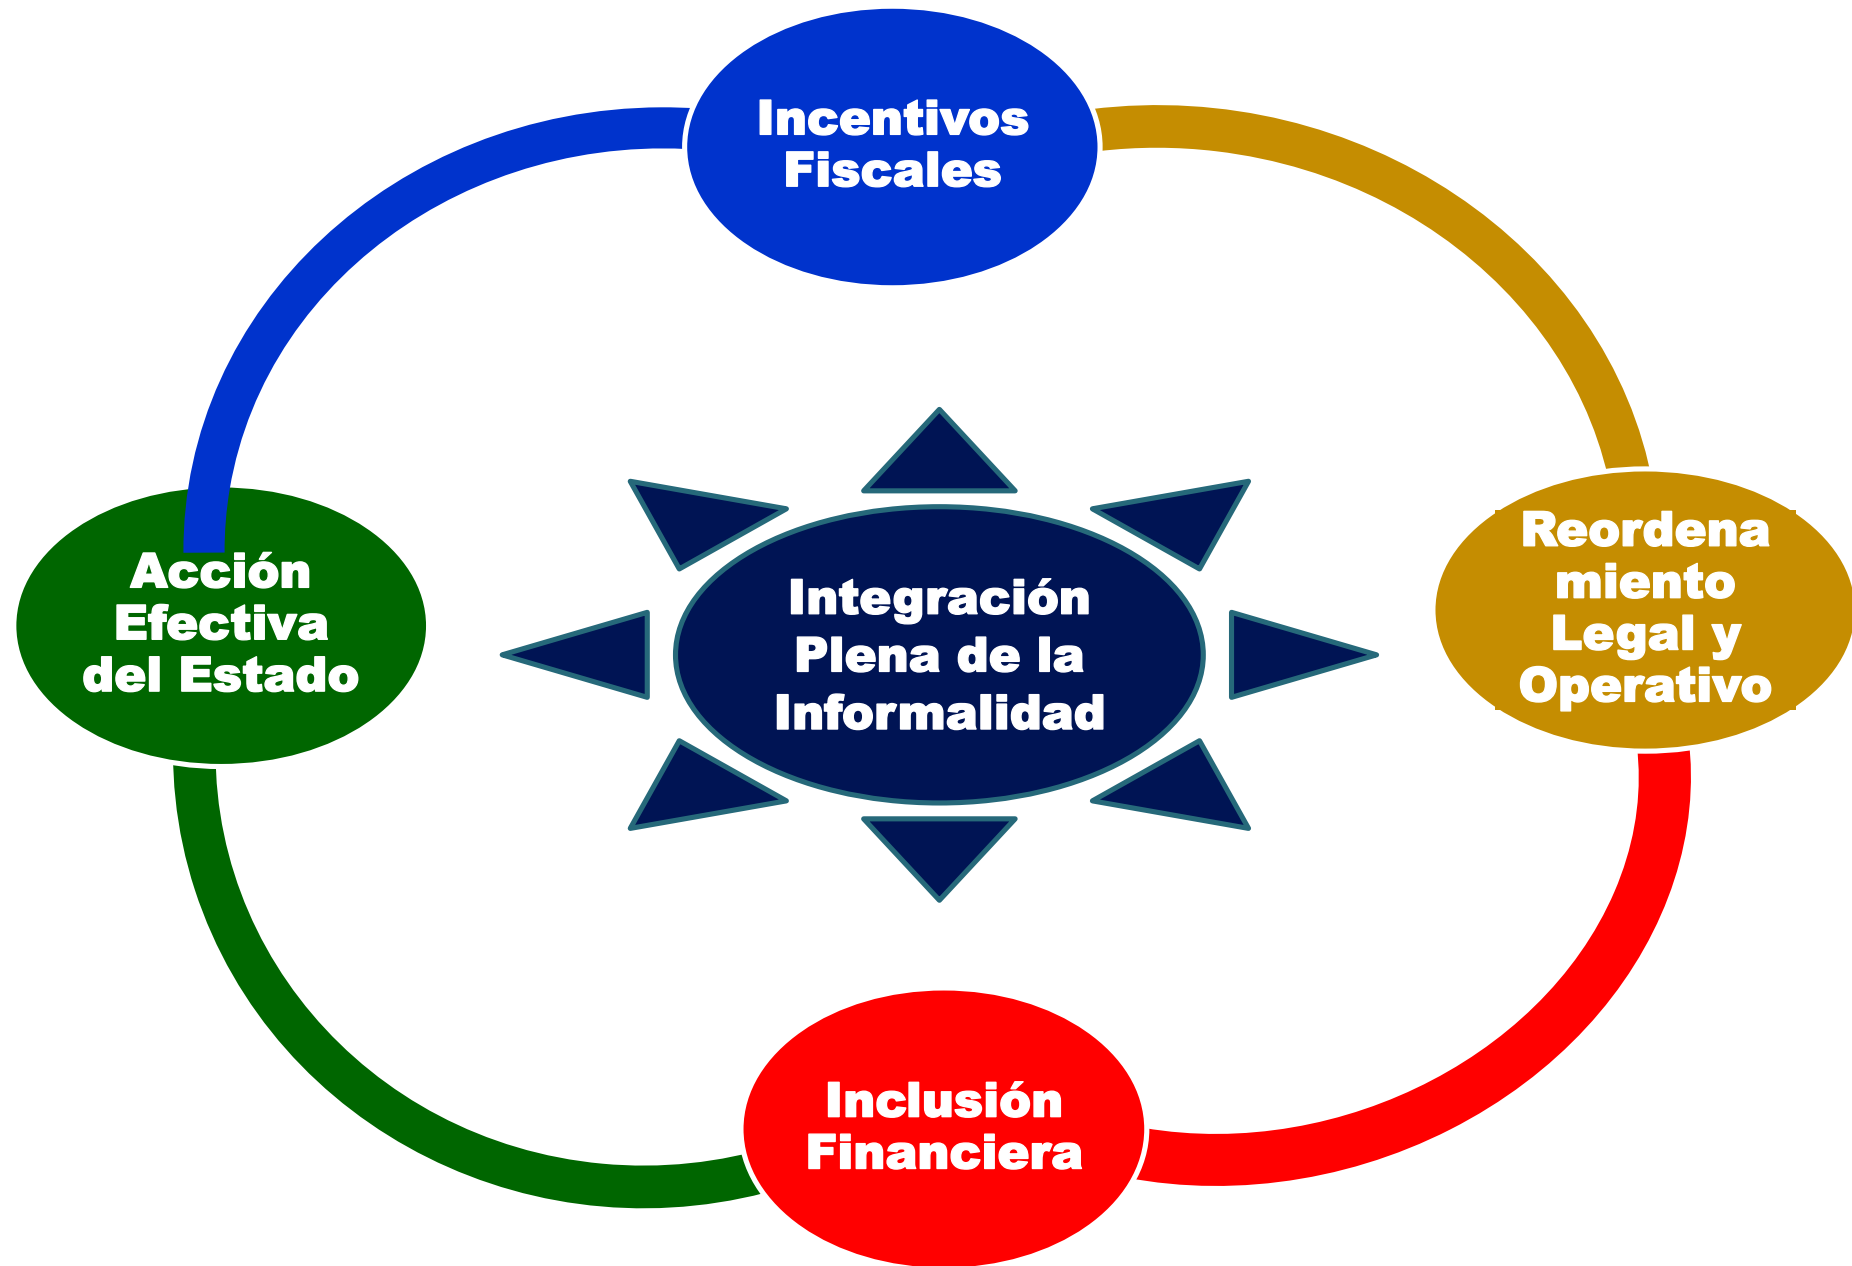 Incentivos
Fiscales
Reordena
miento
Legal y
Operativo
Acción
Efectiva
del Estado
Integración
Plena de la
Informalidad
Inclusión
Financiera